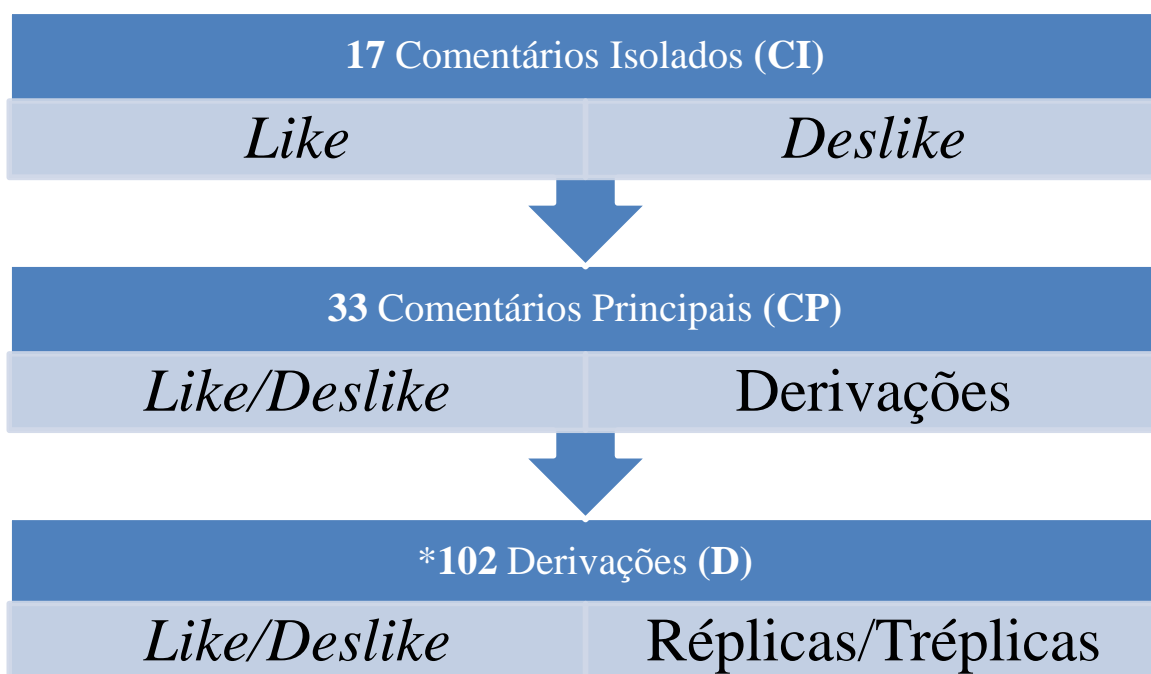 17 Comentários Isolados (CI)
Like Deslike
33 Comentários Principais (CP)
Like/Deslike Derivações
*102 Derivações (D)
Like/Deslike Réplicas/Tréplicas